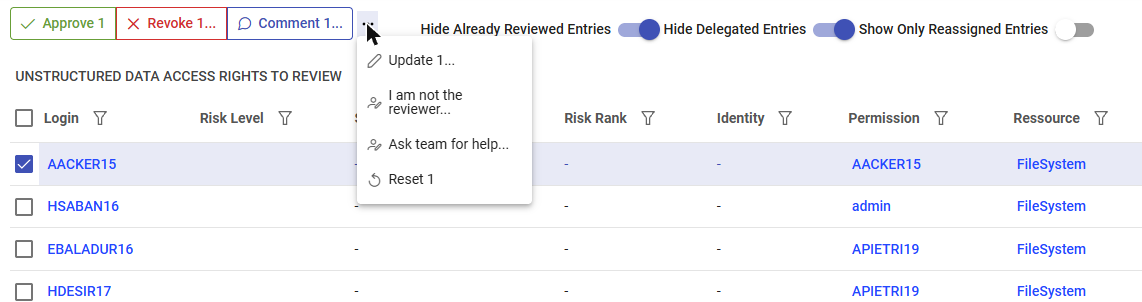 Approve 1 Revoke 1... Comment 1... ...
Hide Already Reviewed Entries Hide Delegated Entries Show Only Reassigned Entries
Update 1...
I am not the
reviewer...
Ask team for help...
Reset 1
UNSTRUCTURED DATA ACCESS RIGHTS TO REVIEW
Login Risk Level S Risk Rank Identity Permission Ressource
AACKER15 - - - AACKER15 FileSystem
HSABAN16 - - - admin FileSystem
EBALADUR16 - - - APIETRI19 FileSystem
HDESIR17 - - - APIETRI19 FileSystem